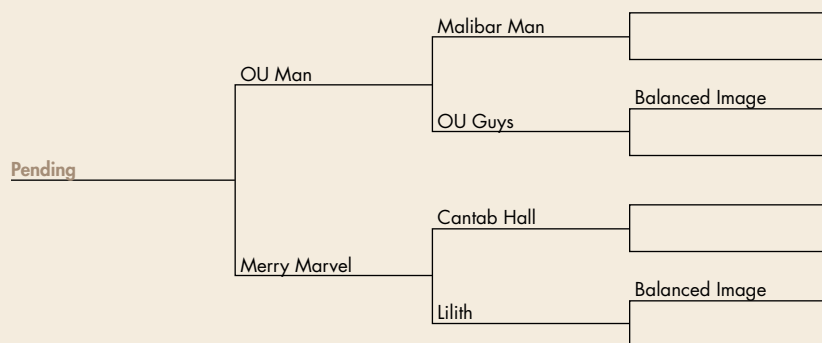 Malibar Man
OU Man
Balanced Image
OU Guys
Pending
Cantab Hall
Merry Marvel
Balanced Image
Lilith